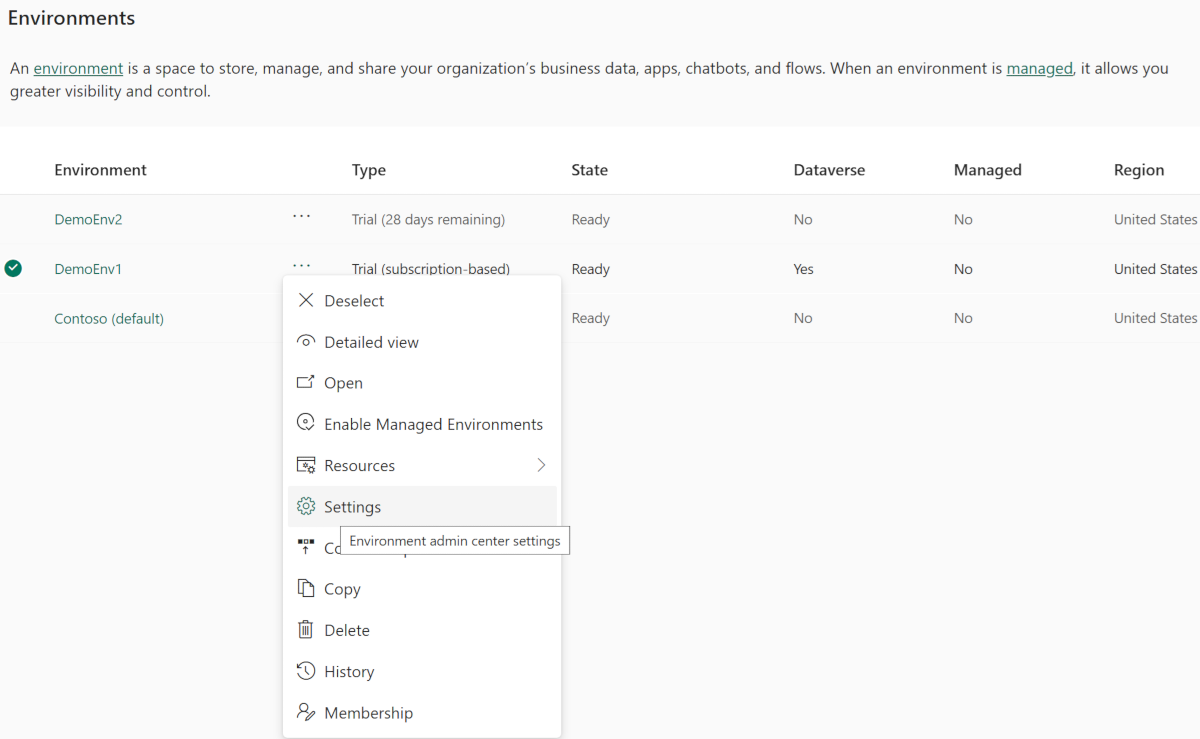 Environments
An environment is a space to store, manage, and share your organization's business data, apps, chatbots, and flows. When an environment is managed, it allows you
greater visibility and control.
Environment Type State Dataverse Managed Region
DemoEnv2 ... Trial (28 days remaining) Ready No No United States
DemoEnv1 ... Trial (subscription-based) Ready Yes No United States
Contoso (default) Ready No No United States
Deselect
Detailed view
Open
Enable Managed Environments
Resources
Settings
Environment admin center settings
Copy
Delete
History
Membership